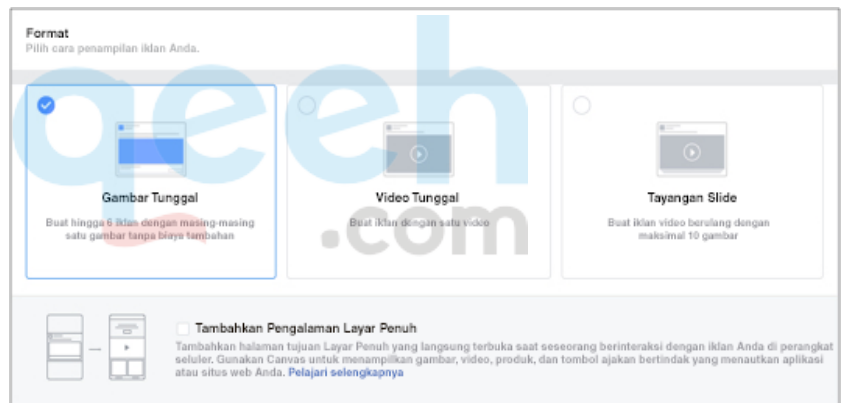 Format
Pilih cara penampilan iklan Anda.
Gambar Tunggal
Buat hingga 6 iklan dengan masing-masing
satu gambar tanpa biaya tambahan
Video Tunggal
Buat iklan dengan satu video
Tayangan Slide
Buat iklan video berulang dengan
maksimal 10 gambar
qeeh
.com
Tambahkan Pengalaman Layar Penuh
Tambahkan halaman tujuan Layar Penuh yang langsung terbuka saat seseorang berinteraksi dengan iklan Anda di perangkat
seluler. Gunakan Canvas untuk menampilkan gambar, video, produk, dan tombol ajakan bertindak yang menautkan aplikasi
atau situs web Anda. Pelajari selengkapnya